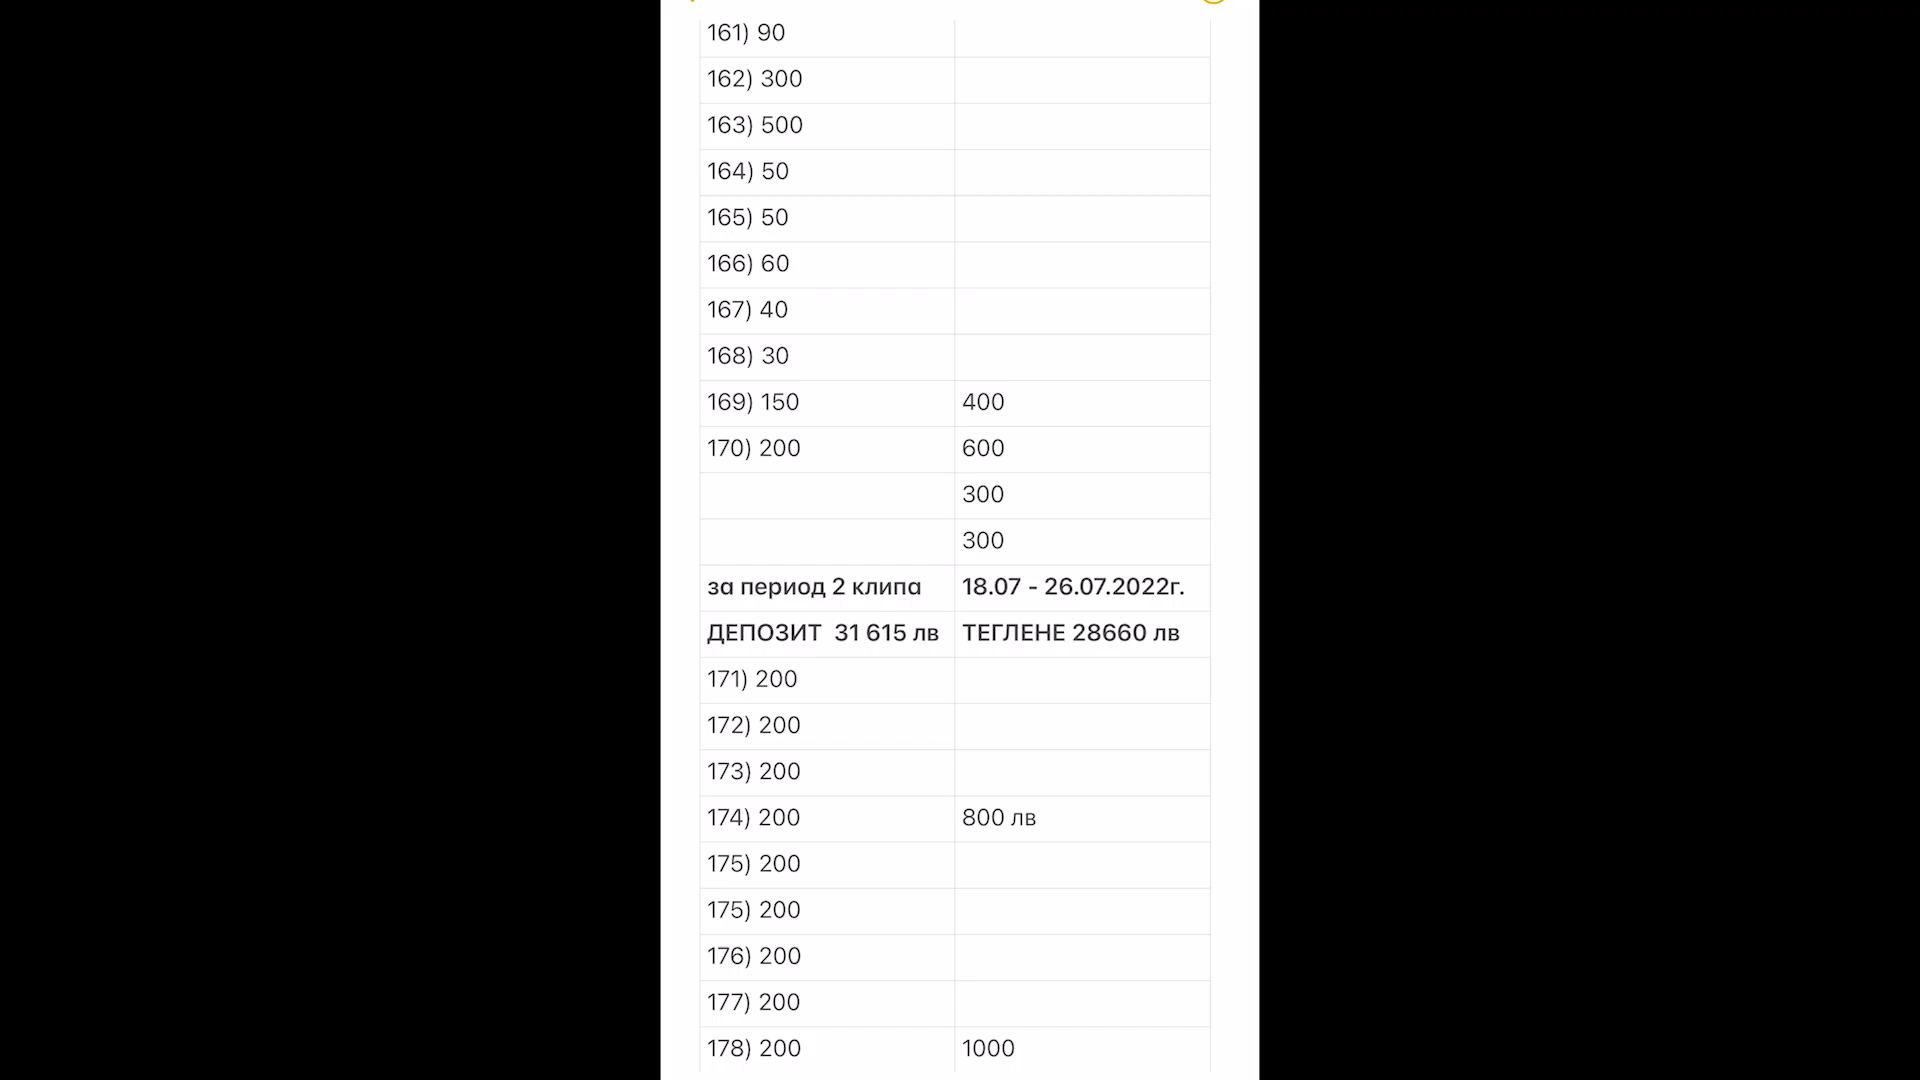 161) 90
162) 300
163) 500
164) 50
165) 50
166) 60
167) 40
168) 30
169) 150 400
170) 200 600
300
300
за период 2 клипа 18.07 - 26.07.2022г.
ДЕПОЗИТ 31 615 лв ТЕГЛЕНЕ 28660 лв
171) 200
172) 200
173) 200
174) 200 800 лв
175) 200
175) 200
176) 200
177) 200
178) 200 1000